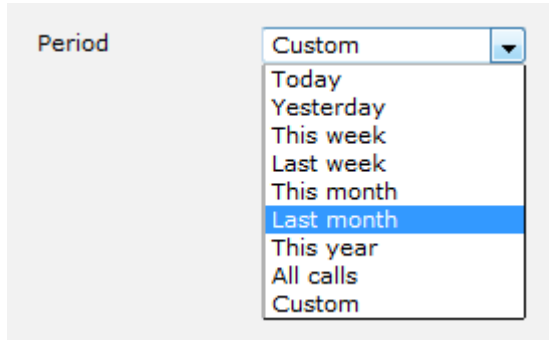 Period
Custom
Today
Yesterday
This week
Last week
This month
Last month
This year
All calls
Custom